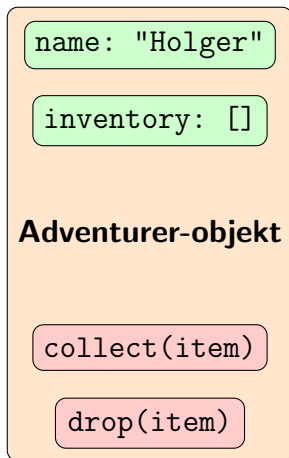 name: "Holger"
inventory: []
Adventurer-objekt
collect(item)
drop(item)